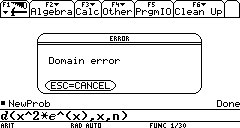 F1 F2 F3 F4 F5 F6
Algebra Calc Other PrgmIO Clean Up
ERROR
Domain error
ESC=CANCEL
NewProb Done
d(x^2*e^(x),x,n)
ARIT RAD AUTO FUNC 1/30